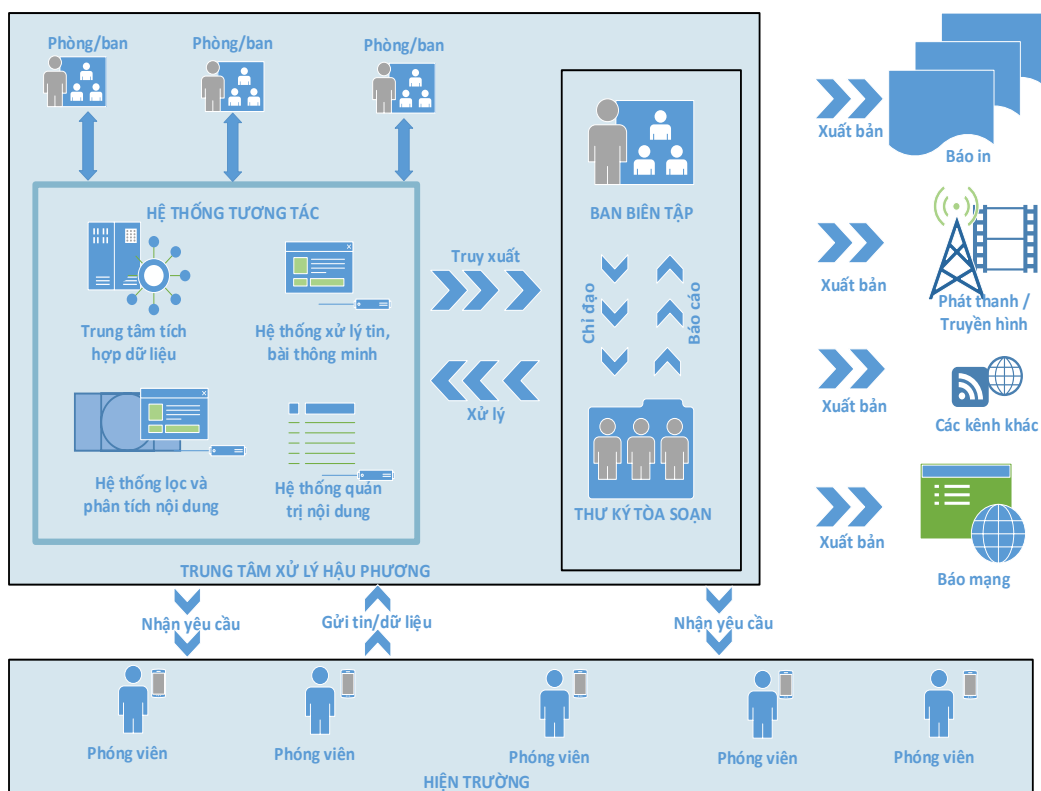 Phòng/ban
Phòng/ban
Phòng/ban
HỆ THỐNG TƯƠNG TÁC
Trung tâm tích
hợp dữ liệu
Hệ thống xử lý tin,
bài thông minh
Hệ thống lọc và
phân tích nội dung
Hệ thống quản
trị nội dung
Truy xuất
Xử lý
BAN BIÊN TẬP
Chỉ đạo
Báo cáo
THƯ KÝ TÒA SOẠN
TRUNG TÂM XỬ LÝ HẬU PHƯƠNG
Xuất bản
Báo in
Xuất bản
Phát thanh /
Truyền hình
Xuất bản
Các kênh khác
Xuất bản
Báo mạng
Nhận yêu cầu
Gửi tin/dữ liệu
Nhận yêu cầu
Phóng viên
Phóng viên
Phóng viên
Phóng viên
Phóng viên
HIỆN TRƯỜNG